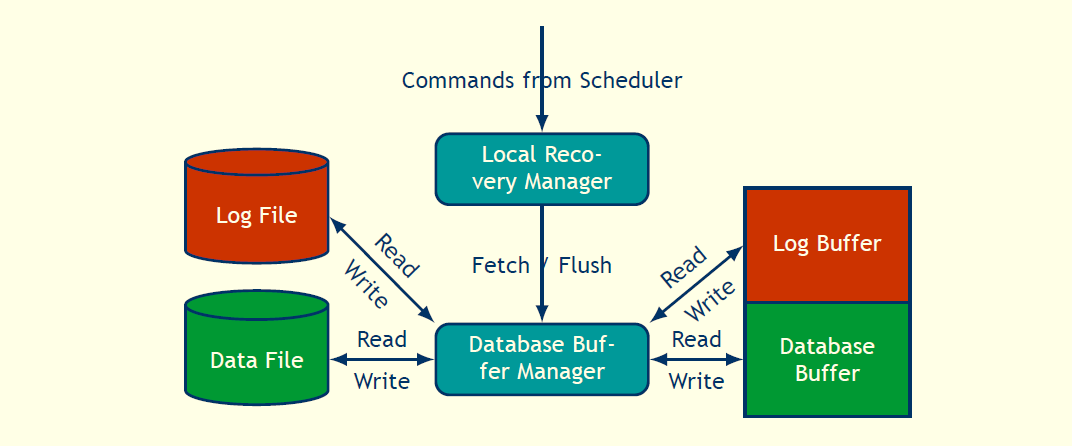 Commands from Scheduler
Local Reco-
very Manager
Log File
Read
Write
Fetch / Flush
Read
Write
Log Buffer
Data File
Read
Write
Database Buf-
fer Manager
Read
Write
Database
Buffer